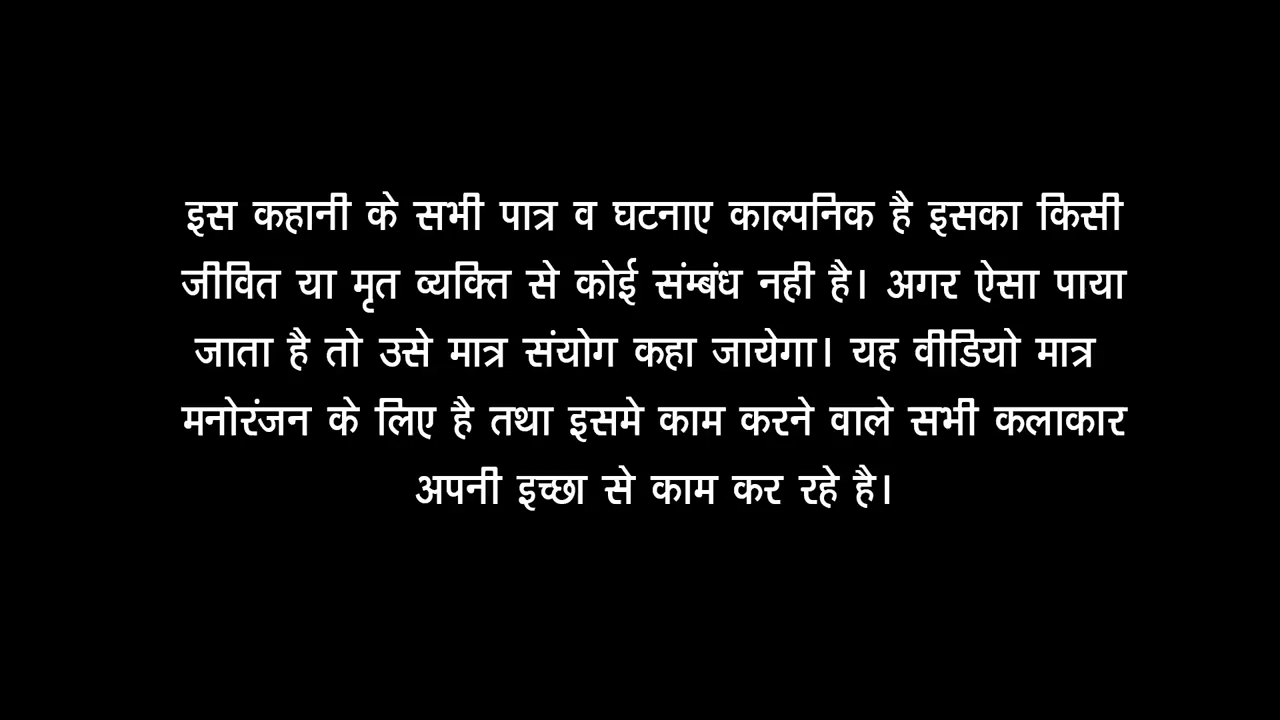 इस कहानी के सभी पात्र व घटनाए काल्पनिक है इसका किसी
जीवित या मृत व्यक्ति से कोई संम्बंध नही है। अगर ऐसा पाया
जाता है तो उसे मात्र संयोग कहा जायेगा। यह वीडियो मात्र
मनोरंजन के लिए है तथा इसमे काम करने वाले सभी कलाकार
अपनी इच्छा से काम कर रहे है।